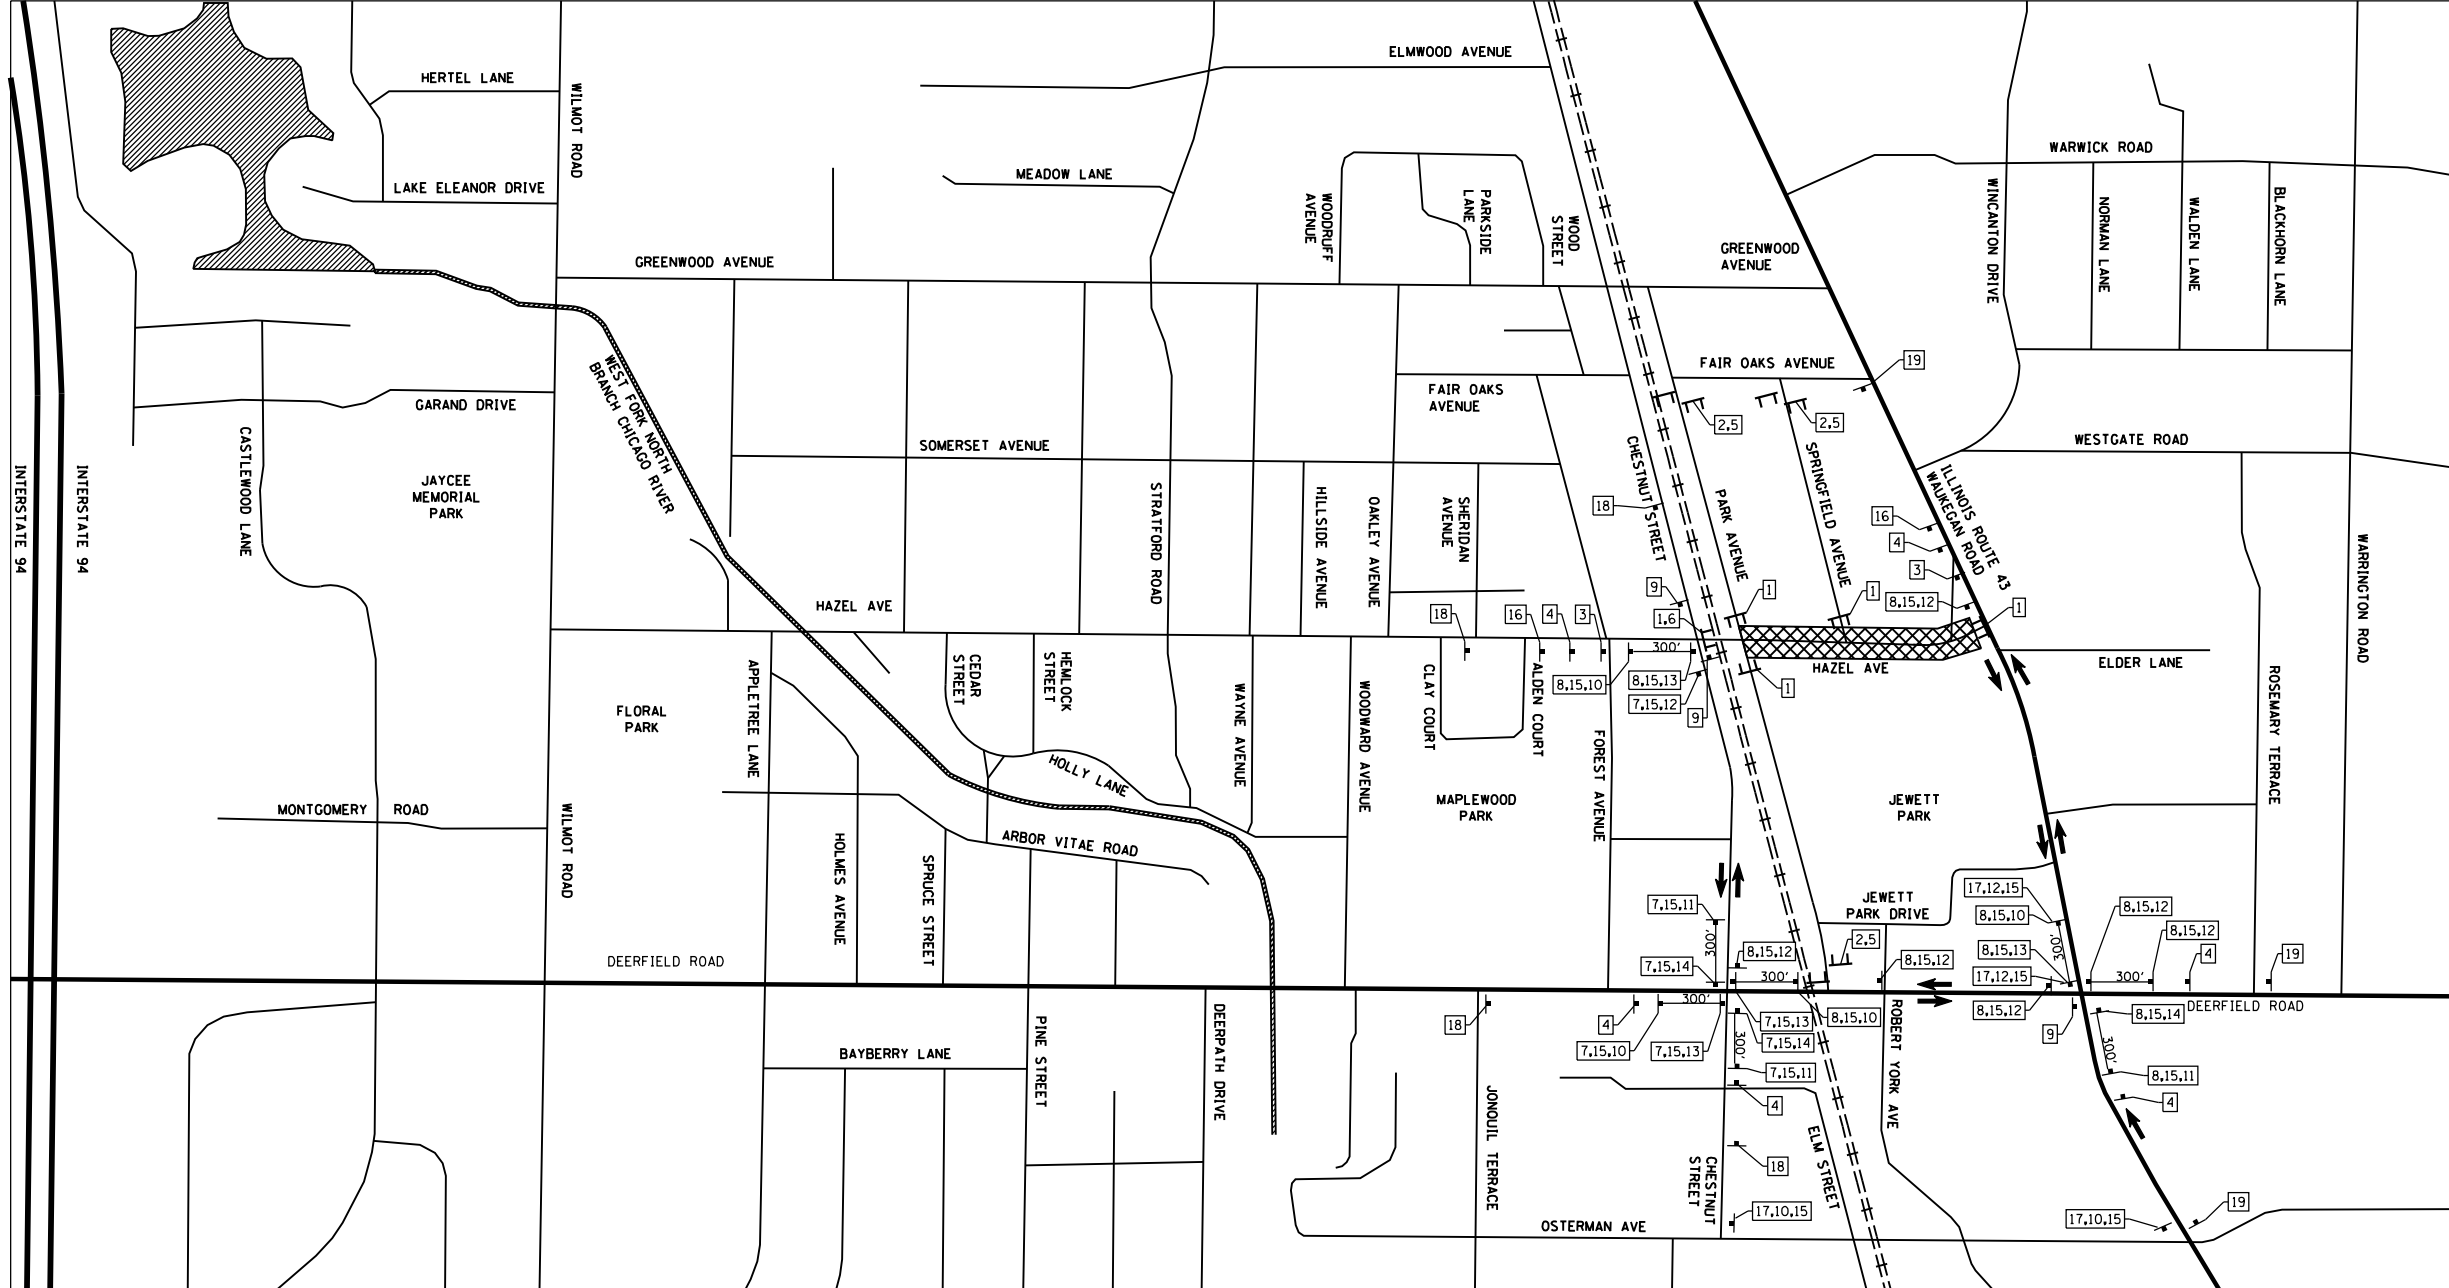 ELMWOOD AVENUE
HERTEL LANE
WILMOT ROAD
WARWICK ROAD
LAKE ELEANOR DRIVE
MEADOW LANE
WOODRUFF
AVENUE
PARKSIDE
LANE
WOOD
STREET
GREENWOOD
AVENUE
WINCANTON DRIVE
NORMAN LANE
WALDEN LANE
BLACKHORN LANE
GREENWOOD AVENUE
WEST FORK NORTH
BRANCH CHICAGO RIVER
FAIR OAKS AVENUE
19
FAIR OAKS
AVENUE
2,5
2,5
GARAND DRIVE
CASTLEWOOD LANE
SOMERSET AVENUE
WESTGATE ROAD
INTERSTATE 94
INTERSTATE 94
JAYCEE
MEMORIAL
PARK
STRATFORD ROAD
HILLSIDE AVENUE
OAKLEY AVENUE
SHERIDAN
AVENUE
CHESTNUT STREET
PARK AVENUE
SPRINGFIELD AVENUE
ILLINOIS ROUTE 43
WAUKEGAN ROAD
WARRINGTON ROAD
18
16
4
3
9
1
1
8,15,12
1
HAZEL AVE
18
16
4
3
1,6
300'
8,15,10
8,15,13
7,15,12
9
1
HAZEL AVE
ELDER LANE
APPLETREE LANE
CEDAR
STREET
HEMLOCK
STREET
WAYNE AVENUE
WOODWARD AVENUE
CLAY COURT
ALDEN COURT
FOREST AVENUE
ROSEMARY TERRACE
FLORAL
PARK
HOLLY LANE
MONTGOMERY ROAD
WILMOT ROAD
MAPLEWOOD
PARK
JEWETT
PARK
HOLMES AVENUE
SPRUCE STREET
ARBOR VITAE ROAD
JEWETT
PARK DRIVE
17,12,15
8,15,10
7,15,11
300'
8,15,12
2,5
8,15,12
8,15,12
300'
8,15,13
4
19
DEERFIELD ROAD
7,15,14
300'
8,15,12
17,12,15
300'
DEERFIELD ROAD
300'
18
4
7,15,10
7,15,13
7,15,13
8,15,10
7,15,14
300'
7,15,11
4
8,15,12
9
8,15,14
300'
8,15,11
4
ROBERT YORK AVE
BAYBERRY LANE
PINE STREET
DEERPATH DRIVE
JONQUIL TERRACE
CHESTNUT
STREET
ELM STREET
18
17,10,15
OSTERMAN AVE
17,10,15
19